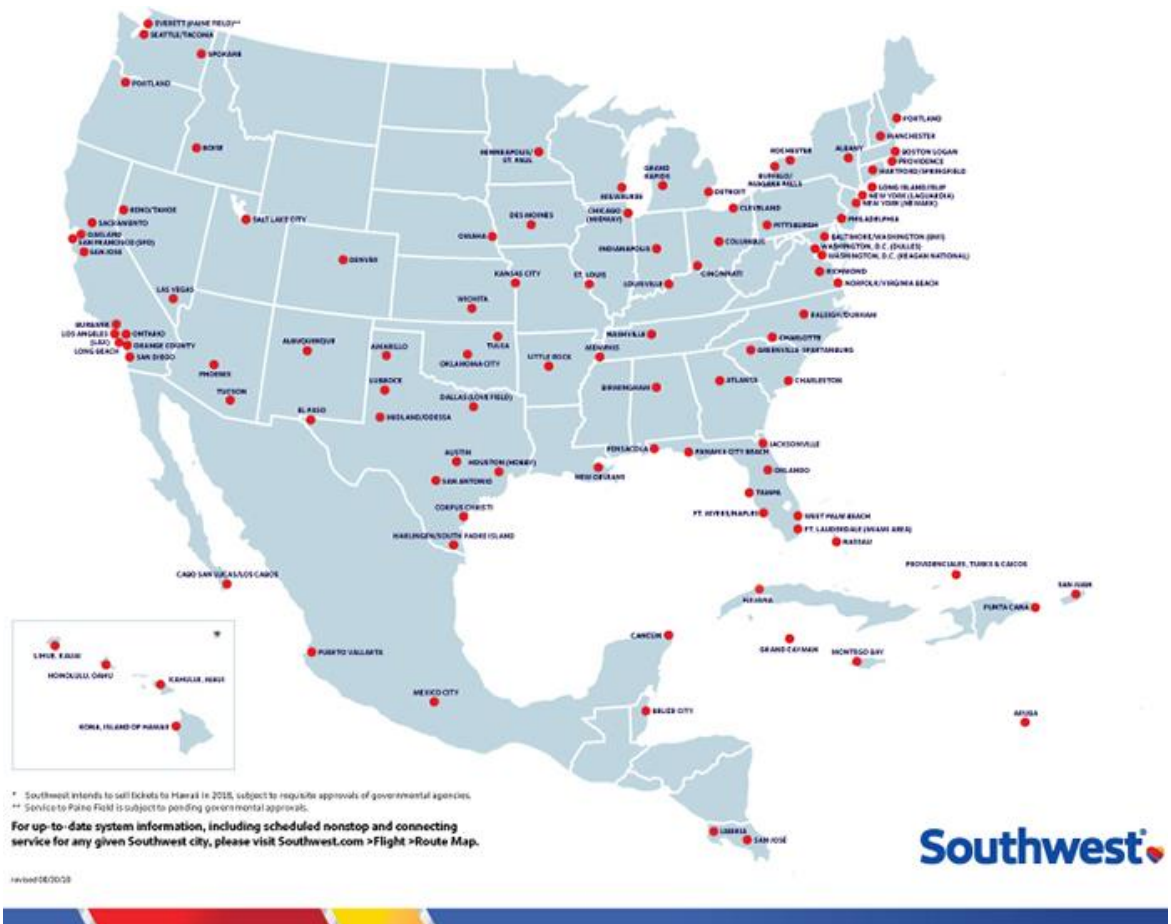 EVERETT (PAINE FIELD)**
SEATTLE/TACOMA
SPOKANE
PORTLAND
BOISE
RENO/TAHOE
SACRAMENTO
OAKLAND
SAN FRANCISCO (SFO)
SAN JOSE
SALT LAKE CITY
DENVER
LAS VEGAS
BURBANK
LOS ANGELES
(LAX)
ONTARIO
ORANGE COUNTY
LONG BEACH
SAN DIEGO
PHOENIX
TUCSON
ALBUQUERQUE
EL PASO
AMARILLO
LUBBOCK
MIDLAND/ODESSA
MINNEAPOLIS/
ST. PAUL
DES MOINES
OMAHA
KANSAS CITY
WICHITA
TULSA
OKLAHOMA CITY
DALLAS (LOVE FIELD)
AUSTIN
HOUSTON (HOBBY)
SAN ANTONIO
CORPUS CHRISTI
HARLINGEN/SOUTH PADRE ISLAND
ST. LOUIS
LITTLE ROCK
MEMPHIS
NASHVILLE
BIRMINGHAM
NEW ORLEANS
PENSACOLA
PANAMA CITY BEACH
MILWAUKEE
CHICAGO
(MIDWAY)
GRAND
RAPIDS
DETROIT
INDIANAPOLIS
LOUISVILLE
CINCINNATI
COLUMBUS
CLEVELAND
PITTSBURGH
ROCHESTER
BUFFALO/
NIAGARA FALLS
ALBANY
PORTLAND
MANCHESTER
BOSTON LOGAN
PROVIDENCE
HARTFORD/SPRINGFIELD
LONG ISLAND/ISLIP
NEW YORK (LAGUARDIA)
NEW YORK (NEWARK)
PHILADELPHIA
BALTIMORE/WASHINGTON (BWI)
WASHINGTON, D.C. (DULLES)
WASHINGTON, D.C. (REAGAN NATIONAL)
RICHMOND
NORFOLK/VIRGINIA BEACH
RALEIGH/DURHAM
CHARLOTTE
GREENVILLE-SPARTANBURG
ATLANTA
CHARLESTON
JACKSONVILLE
ORLANDO
TAMPA
FT. MYERS/NAPLES
WEST PALM BEACH
FT. LAUDERDALE (MIAMI AREA)
NASSAU
PROVIDENCIALES, TURKS & CAICOS
SAN JUAN
HAVANA
PUNTA CANA
GRAND CAYMAN
MONTEGO BAY
ARUBA
CABO SAN LUCAS/LOS CABOS
PUERTO VALLARTA
MEXICO CITY
CANCUN
BELIZE CITY
LIBERIA
SAN JOSÉ
*
LIHUE, KAUAI
HONOLULU, OAHU
KAHULUI, MAUI
KONA, ISLAND OF HAWAII
* Southwest intends to sell tickets to Hawaii in 2018, subject to requisite approvals of governmental agencies.
** Service to Paine Field is subject to pending governmental approvals.
For up-to-date system information, including scheduled nonstop and connecting
service for any given Southwest city, please visit Southwest.com >Flight >Route Map.
Southwest